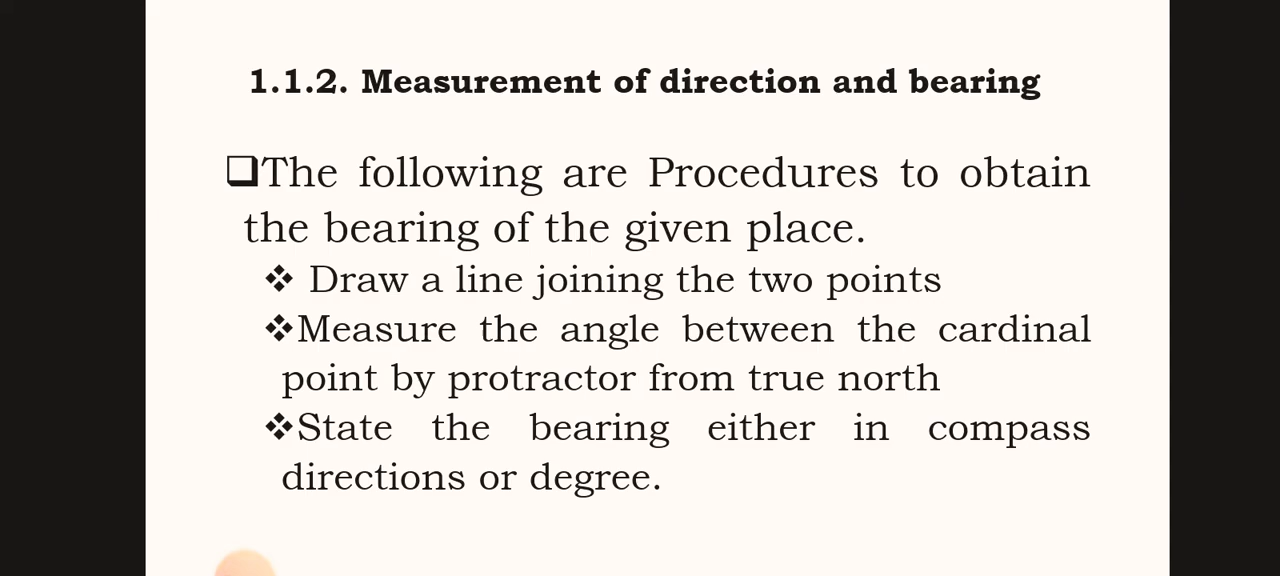 1.1.2. Measurement of direction and bearing
❑The following are Procedures to obtain
the bearing of the given place.
❖ Draw a line joining the two points
❖Measure the angle between the cardinal
point by protractor from true north
❖State the bearing either in compass
directions or degree.